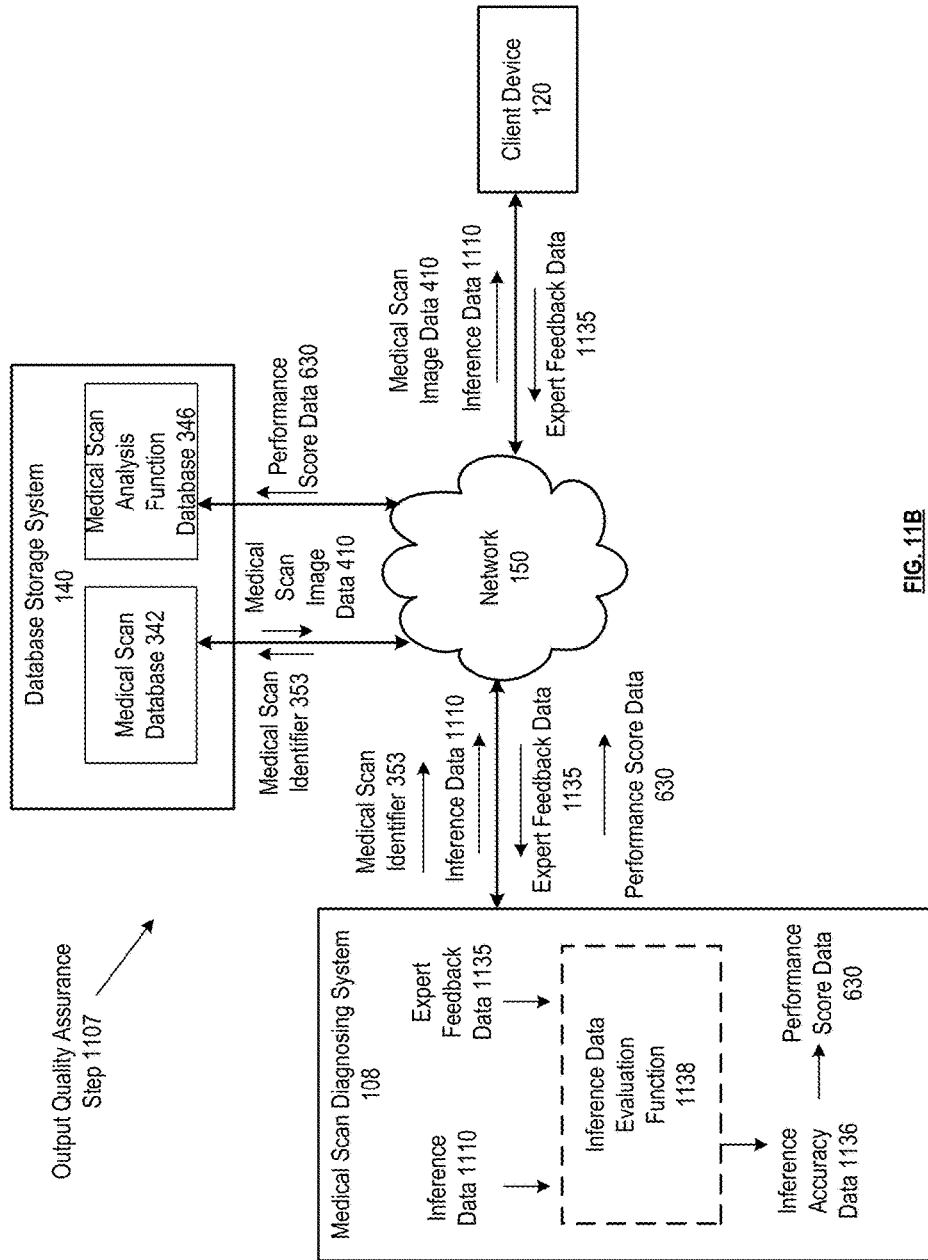 Output Quality Assurance
Step 1107
Database Storage System
140
Medical Scan
Database 342
Medical Scan
Analysis
Function
Database 346
Medical Scan
Identifier 353
Medical
Scan
Image
Data 410
Performance
Score Data 630
Medical Scan Diagnosing System
108
Inference
Data 1110
Expert
Feedback
Data 1135
Inference Data
Evaluation
Function
1138
Inference
Accuracy
Data 1136
Performance
Score Data
630
Medical Scan
Identifier 353
Inference Data 1110
Expert Feedback Data
1135
Performance Score Data
630
Network
150
Medical Scan
Image Data 410
Inference Data 1110
Expert Feedback Data
1135
Client Device
120
FIG. 11B